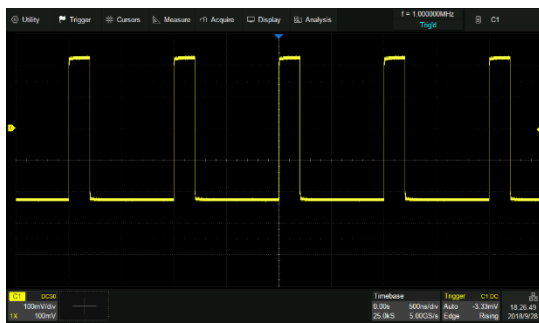 Utility Trigger Cursors Measure Acquire Display Analysis f = 1.000000MHz C1
Trig'd
C1 DC50 Timebase Trigger C1 DC
100mV/div 0.00s 500ns/div Auto -3.33mV 18:26:49
1X 100mV 25.0kS 5.00GS/s Edge Rising 2018/9/28